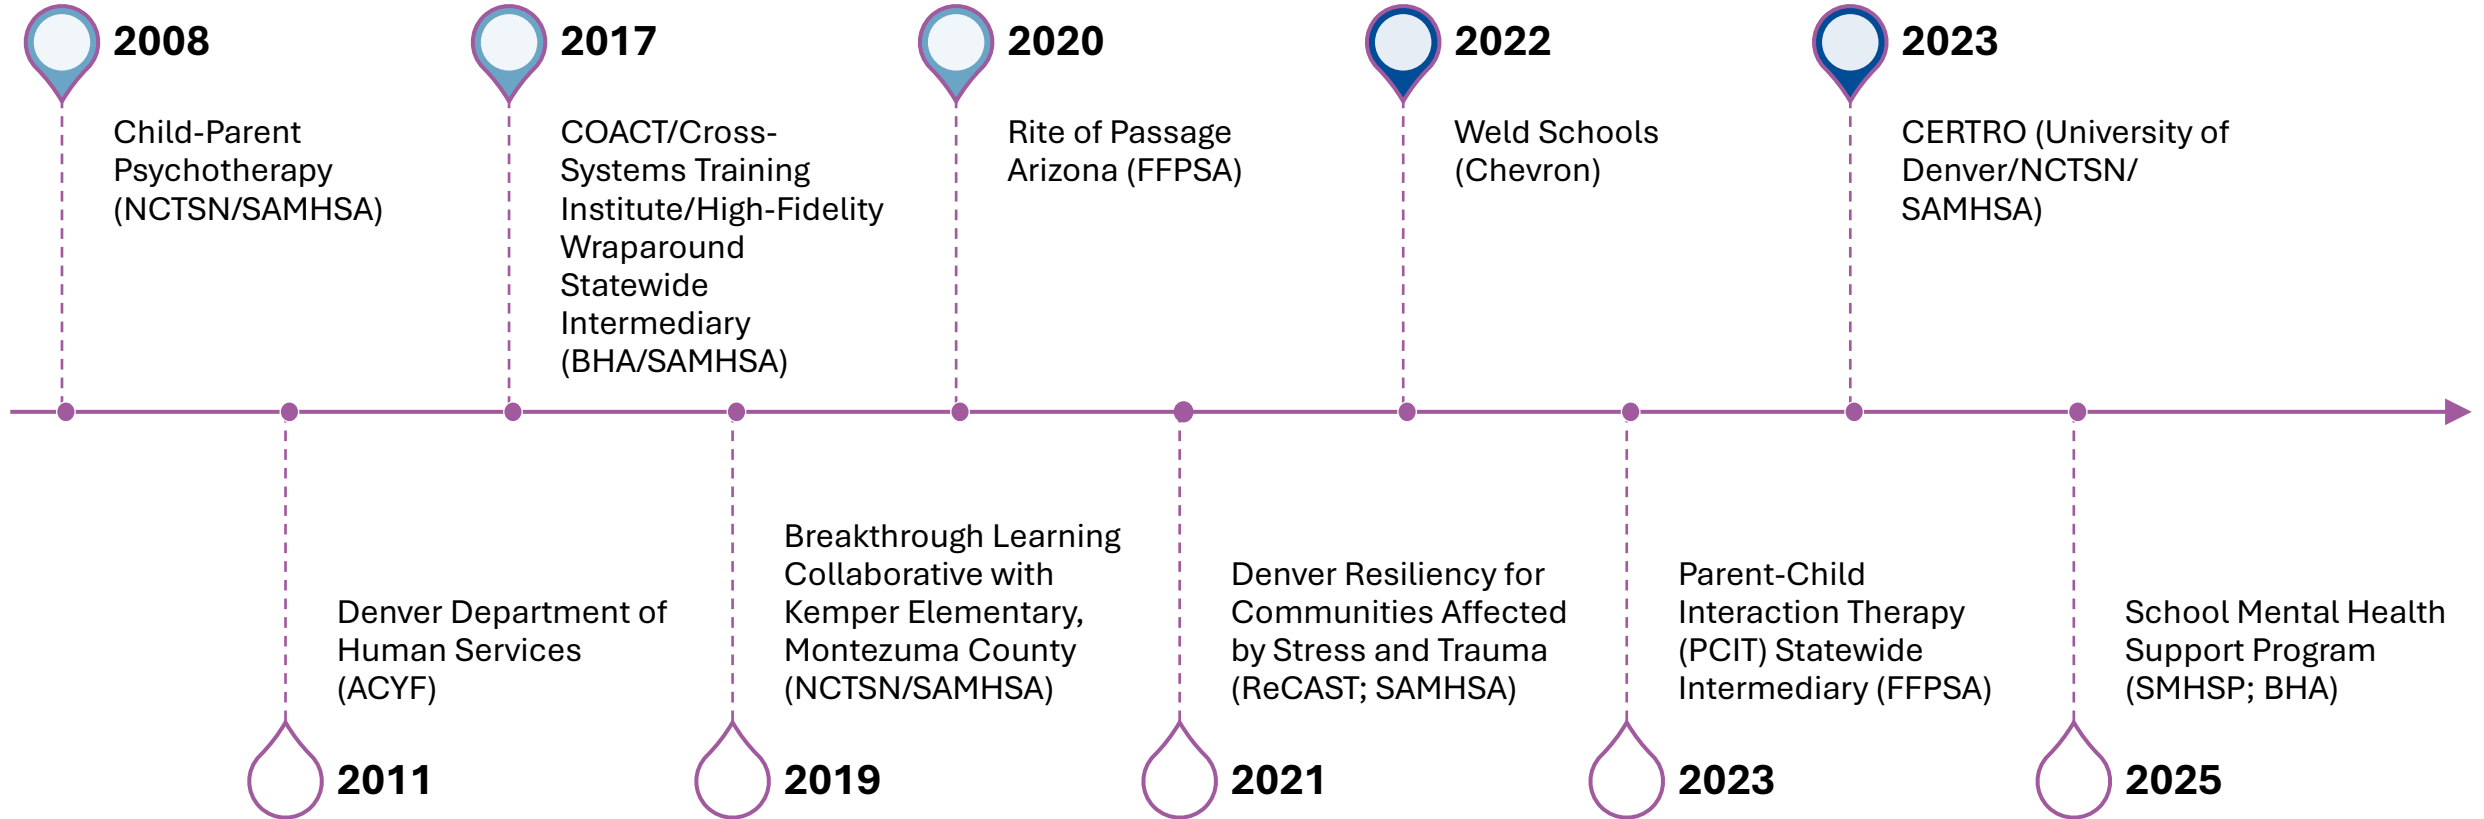 2008
Child-Parent
Psychotherapy
(NCTSN/SAMHSA)
2017
COACT/Cross-
Systems Training
Institute/High-Fidelity
Wraparound
Statewide
Intermediary
(BHA/SAMHSA)
2020
Rite of Passage
Arizona (FFPSA)
2022
Weld Schools
(Chevron)
2023
CERTRO (University of
Denver/NCTSN/
SAMHSA)
Denver Department of
Human Services
(ACYF)
2011
Breakthrough Learning
Collaborative with
Kemper Elementary,
Montezuma County
(NCTSN/SAMHSA)
2019
Denver Resiliency for
Communities Affected
by Stress and Trauma
(ReCAST; SAMHSA)
2021
Parent-Child
Interaction Therapy
(PCIT) Statewide
Intermediary (FFPSA)
2023
School Mental Health
Support Program
(SMHSP; BHA)
2025